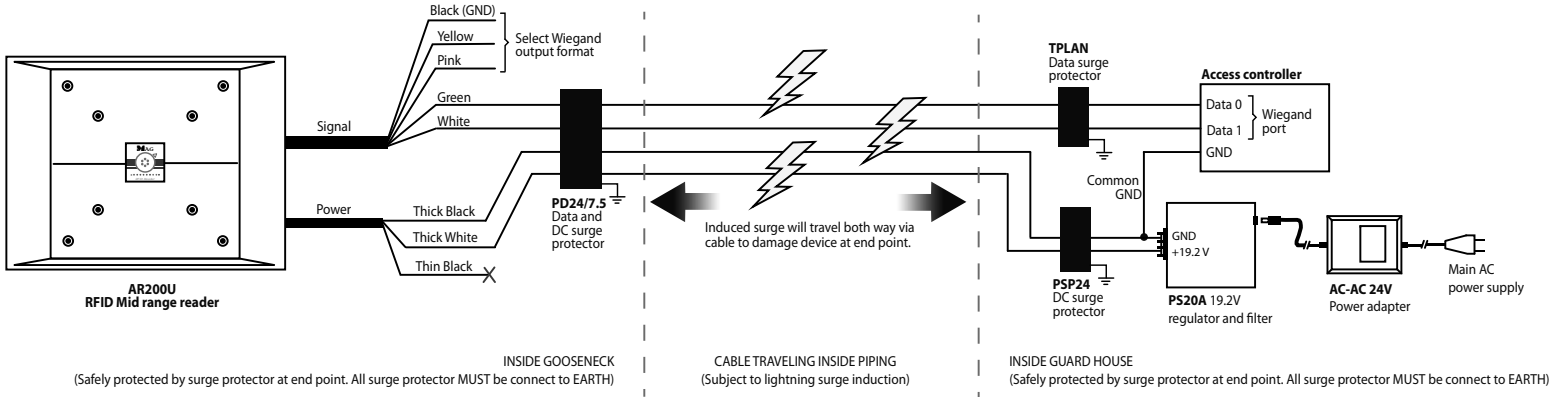 Black (GND)
Yellow
Pink
Select Wiegand
output format
Green
White
Signal
Power
Thick Black
Thick White
Thin Black
MAG
AR200U
RFID Mid range reader
PD24/7.5
Data and
DC surge
protector
Induced surge will travel both way via
cable to damage device at end point.
TPLAN
Data surge
protector
Access controller
Data 0
Data 1
Wiegand
port
GND
Common
GND
GND
+19.2 V
PSP24
DC surge
protector
PS20A 19.2V
regulator and filter
AC-AC 24V
Power adapter
Main AC
power supply
INSIDE GOOSENECK
(Safely protected by surge protector at end point. All surge protector MUST be connect to EARTH)
CABLE TRAVELING INSIDE PIPING
(Subject to lightning surge induction)
INSIDE GUARD HOUSE
(Safely protected by surge protector at end point. All surge protector MUST be connect to EARTH)